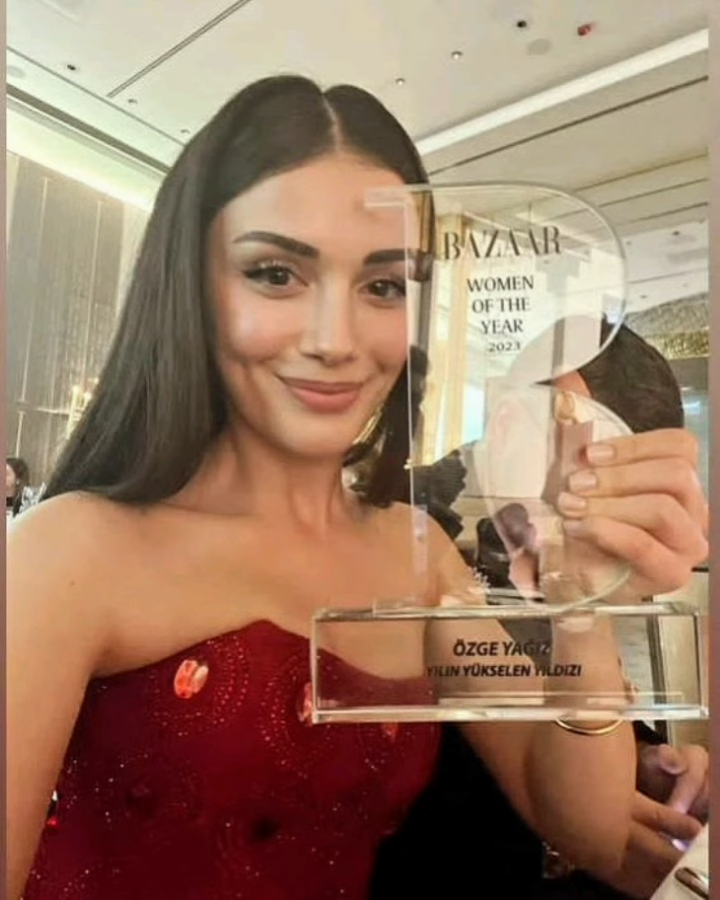 BAZAAR
WOMEN
OF THE
YEAR
2023
ÖZGE YAĞIZ
YILIN YÜKSELEN YILDIZI